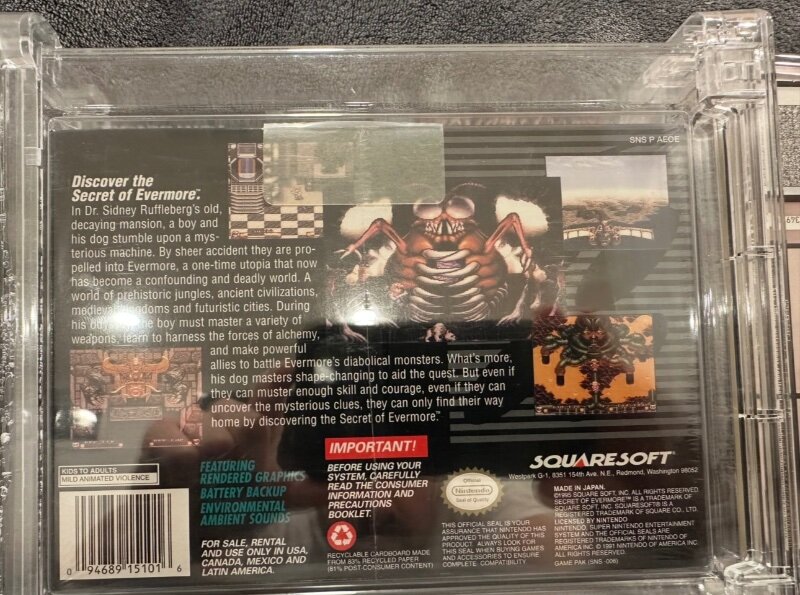 SNS P AEOE
Discover the
Secret of Evermore™.
In Dr. Sidney Ruffleberg's old,
decaying mansion, a boy and
his dog stumble upon a mys-
terious machine. By sheer accident they are pro-
pelled into Evermore, a one-time utopia that now
has become a confounding and deadly world. A
world of prehistoric jungles, ancient civilizations,
medieval kingdoms and futuristic cities. During
his the boy must master a variety of
weapons, learn to harness the forces of alchemy,
and make powerful
allies to battle Evermore's diabolical monsters. What's more,
his dog masters shape-changing to aid the quest. But even if
they can muster enough skill and courage, even if they can
uncover the mysterious clues, they can only find their way
home by discovering the Secret of Evermore.™
KIDS TO ADULTS
MILD ANIMATED VIOLENCE
0 94689 15101 6
FEATURING
RENDERED GRAPHICS
BATTERY BACKUP
ENVIRONMENTAL
AMBIENT SOUNDS
FOR SALE, RENTAL
AND USE ONLY IN USA,
CANADA, MEXICO AND
LATIN AMERICA.
IMPORTANT!
BEFORE USING YOUR
SYSTEM, CAREFULLY
READ THE CONSUMER
INFORMATION AND
PRECAUTIONS
BOOKLET.
RECYCLABLE CARDBOARD MADE
FROM 83% RECYCLED PAPER
(81% POST-CONSUMER CONTENT)
Official
Nintendo
Seal of Quality
THIS OFFICIAL SEAL IS YOUR
ASSURANCE THAT NINTENDO HAS
APPROVED THE QUALITY OF THIS
PRODUCT. ALWAYS LOOK FOR
THIS SEAL WHEN BUYING GAMES
AND ACCESSORIES TO ENSURE
COMPLETE COMPATIBILITY.
SQUARESOFT®
Westpark G-1, 8351 154th Ave. N.E., Redmond, Washington 98052
MADE IN JAPAN.
©1995 SQUARE SOFT, INC. ALL RIGHTS RESERVED.
SECRET OF EVERMORE™ IS A TRADEMARK OF
SQUARE SOFT, INC. SQUARESOFT® IS A
REGISTERED TRADEMARK OF SQUARE CO., LTD.
LICENSED BY NINTENDO
NINTENDO, SUPER NINTENDO ENTERTAINMENT
SYSTEM AND THE OFFICIAL SEALS ARE
REGISTERED TRADEMARKS OF NINTENDO OF
AMERICA INC. © 1991 NINTENDO OF AMERICA INC.
ALL RIGHTS RESERVED.
GAME PAK (SNS -006)